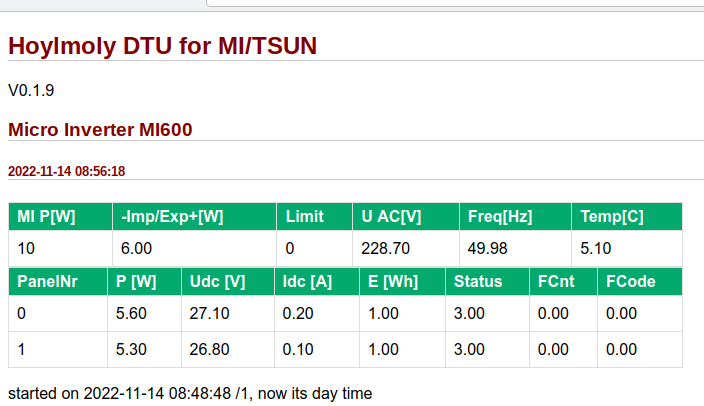 Hoylmoly DTU for MI/TSUN
V0.1.9
Micro Inverter MI600
2022-11-14 08:56:18
MI P[W] -Imp/Exp+[W] Limit U AC[V] Freq[Hz] Temp[C]
10 6.00 0 228.70 49.98 5.10
PanelNr P [W] Udc [V] Idc [A] E [Wh] Status FCnt FCode
0 5.60 27.10 0.20 1.00 3.00 0.00 0.00
1 5.30 26.80 0.10 1.00 3.00 0.00 0.00
started on 2022-11-14 08:48:48 /1, now its day time